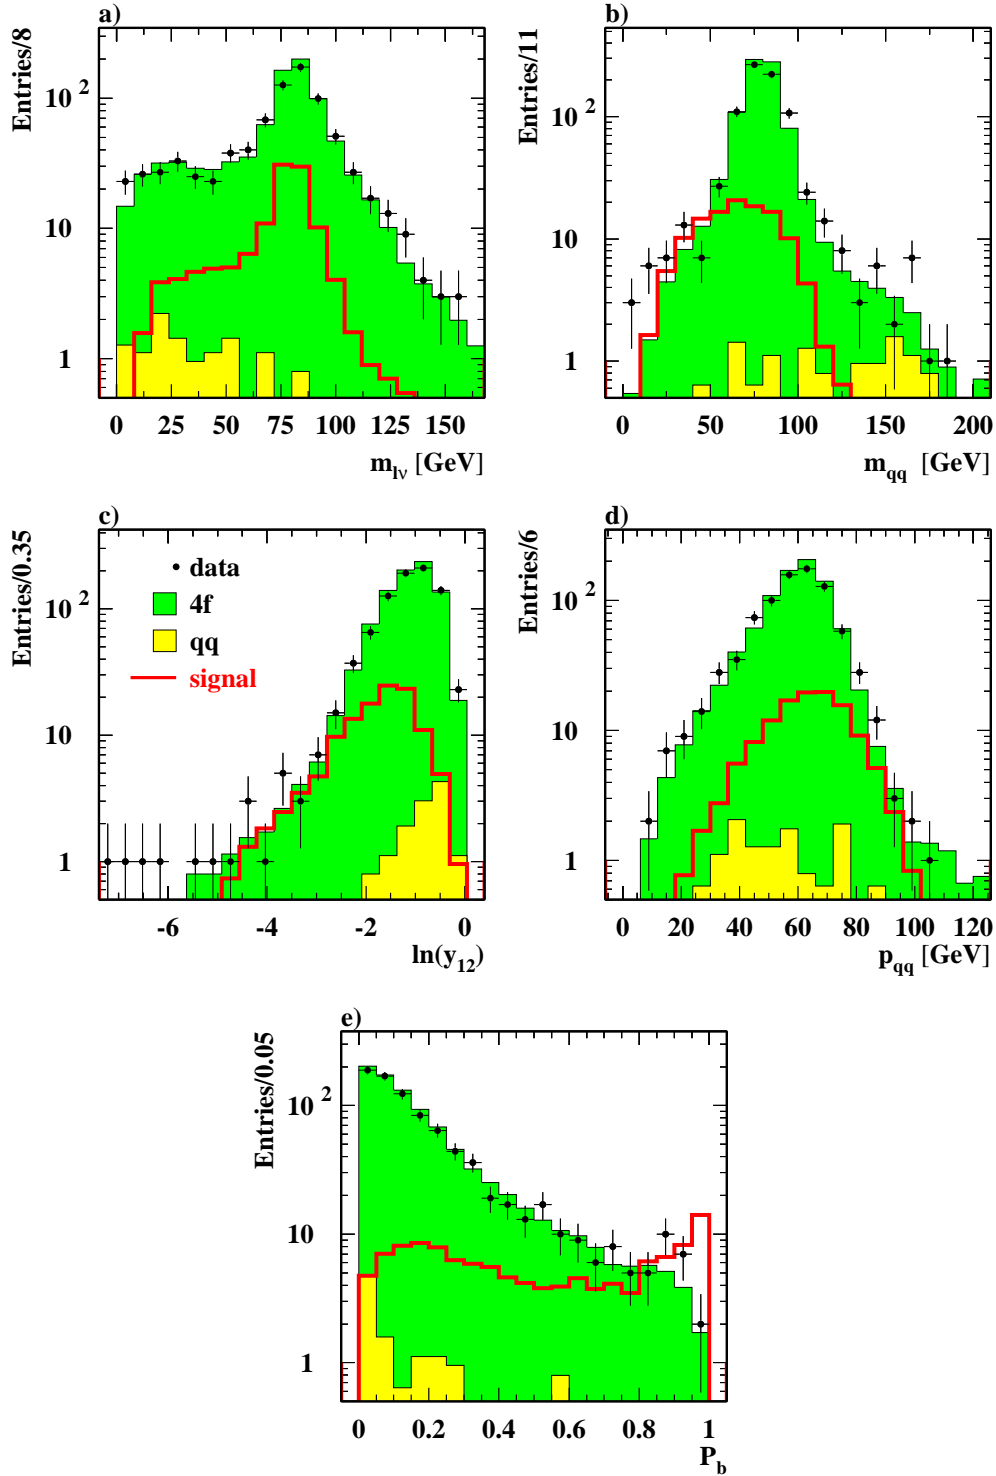 a)
Entries/8
10 2
10
1
0 25 50 75 100 125 150
m lν [GeV]
b)
Entries/11
10 2
10
1
0 50 100 150 200
m qq [GeV]
c)
Entries/0.35
10 2
10
1
data
4f
qq
signal
-6 -4 -2 0
ln(y 12)
d)
Entries/6
10 2
10
1
0 20 40 60 80 100 120
p qq [GeV]
e)
Entries/0.05
10 2
10
1
0 0.2 0.4 0.6 0.8 1
P b